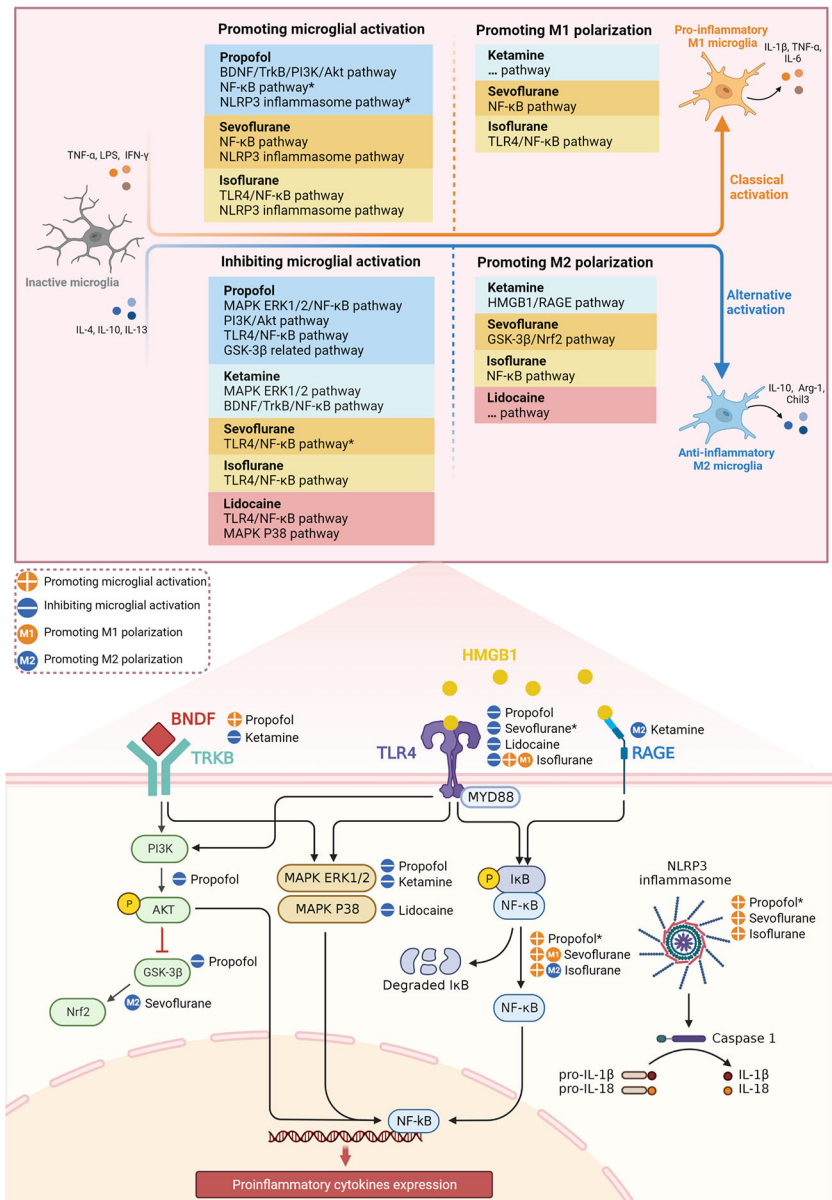 Promoting microglial activation
Propofol
BDNF/TrkB/PI3K/Akt pathway
NF-κB pathway*
NLRP3 inflammasome pathway*
Sevoflurane
NF-κB pathway
NLRP3 inflammasome pathway
Isoflurane
TLR4/NF-κB pathway
NLRP3 inflammasome pathway
Promoting M1 polarization
Ketamine
... pathway
Sevoflurane
NF-κB pathway
Isoflurane
TLR4/NF-κB pathway
Pro-inflammatory
M1 microglia
IL-1β, TNF-α,
IL-6
TNF-α, LPS, IFN-γ
Inactive microglia
IL-4, IL-10, IL-13
Classical
activation
Inhibiting microglial activation
Propofol
MAPK ERK1/2/NF-κB pathway
PI3K/Akt pathway
TLR4/NF-κB pathway
GSK-3β related pathway
Ketamine
MAPK ERK1/2 pathway
BDNF/TrkB/NF-κB pathway
Sevoflurane
TLR4/NF-κB pathway*
Isoflurane
TLR4/NF-κB pathway
Lidocaine
TLR4/NF-κB pathway
MAPK P38 pathway
Promoting M2 polarization
Ketamine
HMGB1/RAGE pathway
Sevoflurane
GSK-3β/Nrf2 pathway
Isoflurane
NF-κB pathway
Lidocaine
... pathway
Alternative
activation
IL-10, Arg-1,
Chil3
Anti-inflammatory
M2 microglia
Promoting microglial activation
Inhibiting microglial activation
M1 Promoting M1 polarization
M2 Promoting M2 polarization
HMGB1
BNDF
Propofol
Ketamine
TRKB
TLR4
Propofol
Sevoflurane*
Lidocaine
M1 Isoflurane
M2 Ketamine
RAGE
MYD88
PI3K
Propofol
P
AKT
GSK-3β
Propofol
M2 Sevoflurane
Nrf2
MAPK ERK1/2
Propofol
Ketamine
MAPK P38
Lidocaine
P
IκB
NF-κB
Propofol*
M1 Sevoflurane
M2 Isoflurane
Degraded IκB
NF-κB
NLRP3
inflammasome
Propofol*
Sevoflurane
Isoflurane
Caspase 1
pro-IL-1β
IL-1β
pro-IL-18
IL-18
NF-kB
Proinflammatory cytokines expression